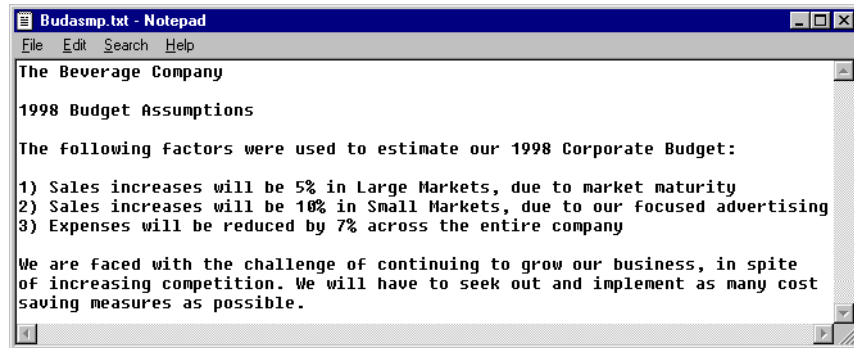 Budasmp.txt - Notepad
File Edit Search Help
The Beverage Company
1998 Budget Assumptions
The following factors were used to estimate our 1998 Corporate Budget:
1) Sales increases will be 5% in Large Markets, due to market maturity
2) Sales increases will be 10% in Small Markets, due to our focused advertising
3) Expenses will be reduced by 7% across the entire company
We are faced with the challenge of continuing to grow our business, in spite
of increasing competition. We will have to seek out and implement as many cost
saving measures as possible.